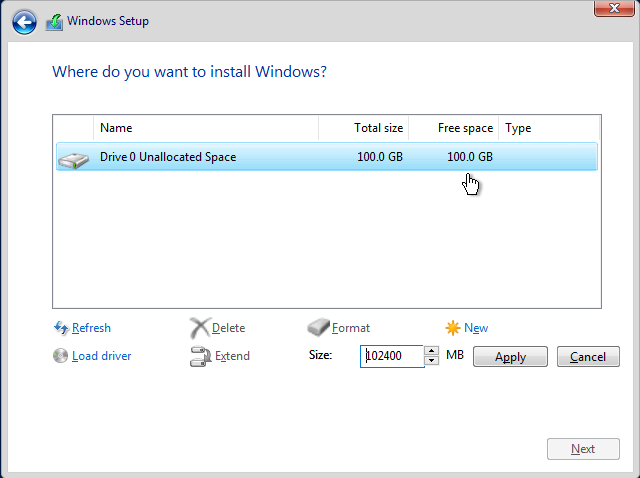 Windows Setup
Where do you want to install Windows?
Name Total size Free space Type
Drive 0 Unallocated Space 100.0 GB 100.0 GB
Refresh Delete Format New
Load driver Extend Size: 102400 MB Apply Cancel
Next